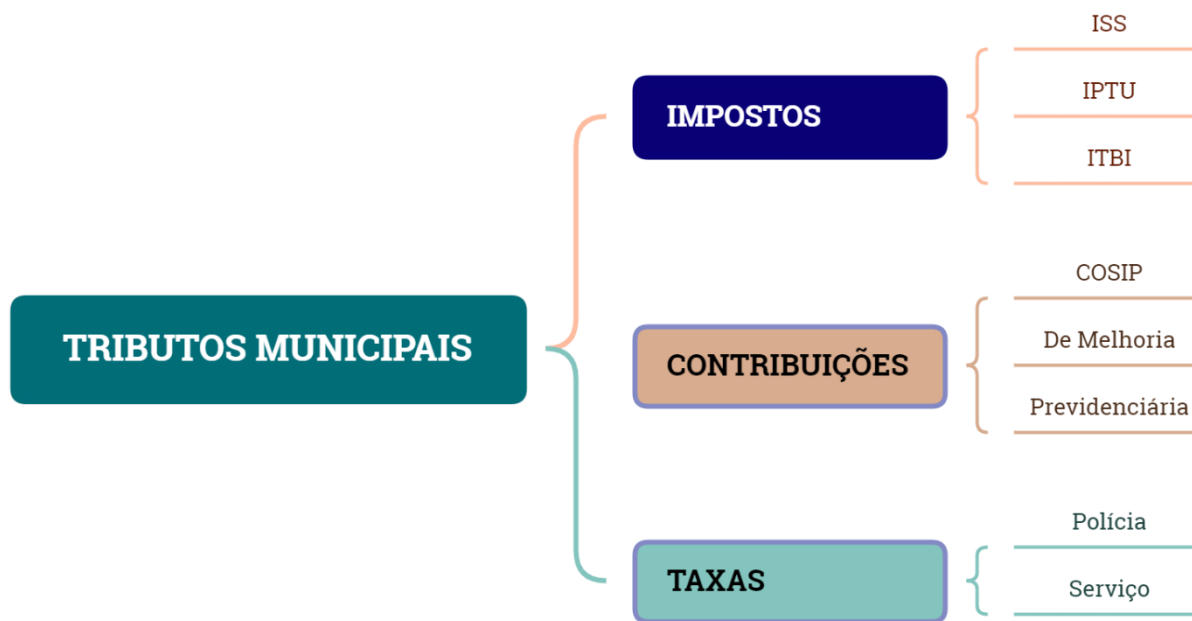 TRIBUTOS MUNICIPAIS
IMPOSTOS
ISS
IPTU
ITBI
CONTRIBUIÇÕES
COSIP
De Melhoria
Previdenciária
TAXAS
Polícia
Serviço